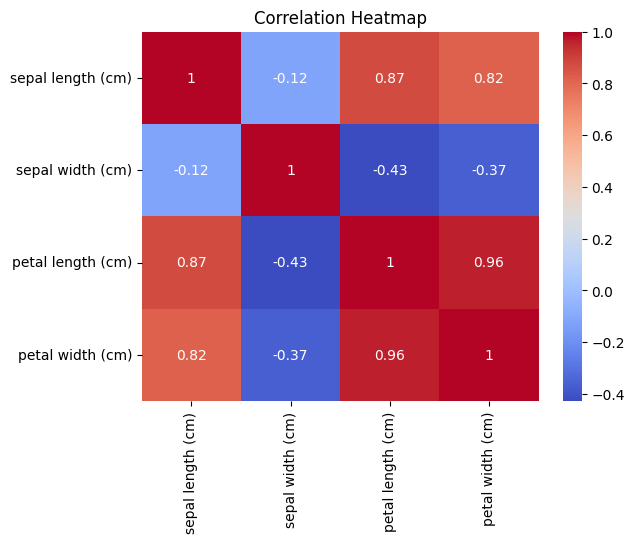 Correlation Heatmap
sepal length (cm)
1 -0.12 0.87 0.82
sepal width (cm)
-0.12 1 -0.43 -0.37
petal length (cm)
0.87 -0.43 1 0.96
petal width (cm)
0.82 -0.37 0.96 1
sepal length (cm)
sepal width (cm)
petal length (cm)
petal width (cm)
1.0
0.8
0.6
0.4
0.2
0.0
−0.2
−0.4